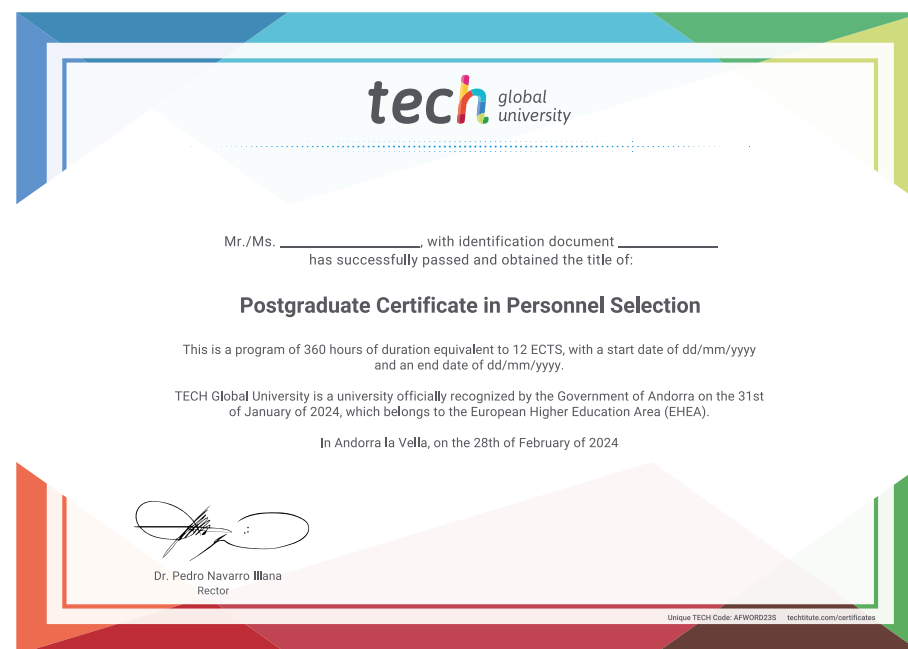 tech global university
Mr./Ms. ____________________, with identification document ______________
has successfully passed and obtained the title of:
Postgraduate Certificate in Personnel Selection
This is a program of 360 hours of duration equivalent to 12 ECTS, with a start date of dd/mm/yyyy
and an end date of dd/mm/yyyy.
TECH Global University is a university officially recognized by the Government of Andorra on the 31st
of January of 2024, which belongs to the European Higher Education Area (EHEA).
In Andorra la Vella, on the 28th of February of 2024
Dr. Pedro Navarro Illana
Rector
Unique TECH Code: AFWORD23S techtitute.com/certificates